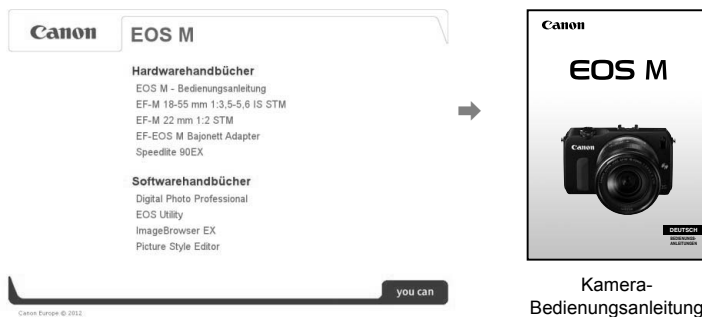 Canon
EOS M
Hardwarehandbücher
EOS M - Bedienungsanleitung
EF-M 18-55 mm 1:3,5-5,6 IS STM
EF-M 22 mm 1:2 STM
EF-EOS M Bajonett Adapter
Speedlite 90EX
Softwarehandbücher
Digital Photo Professional
EOS Utility
ImageBrowser EX
Picture Style Editor
you can
Canon Europe © 2012
Canon
EOS M
Canon
DEUTSCH
BEDIENUNGS-
ANLEITUNGEN
Kamera-
Bedienungsanleitung